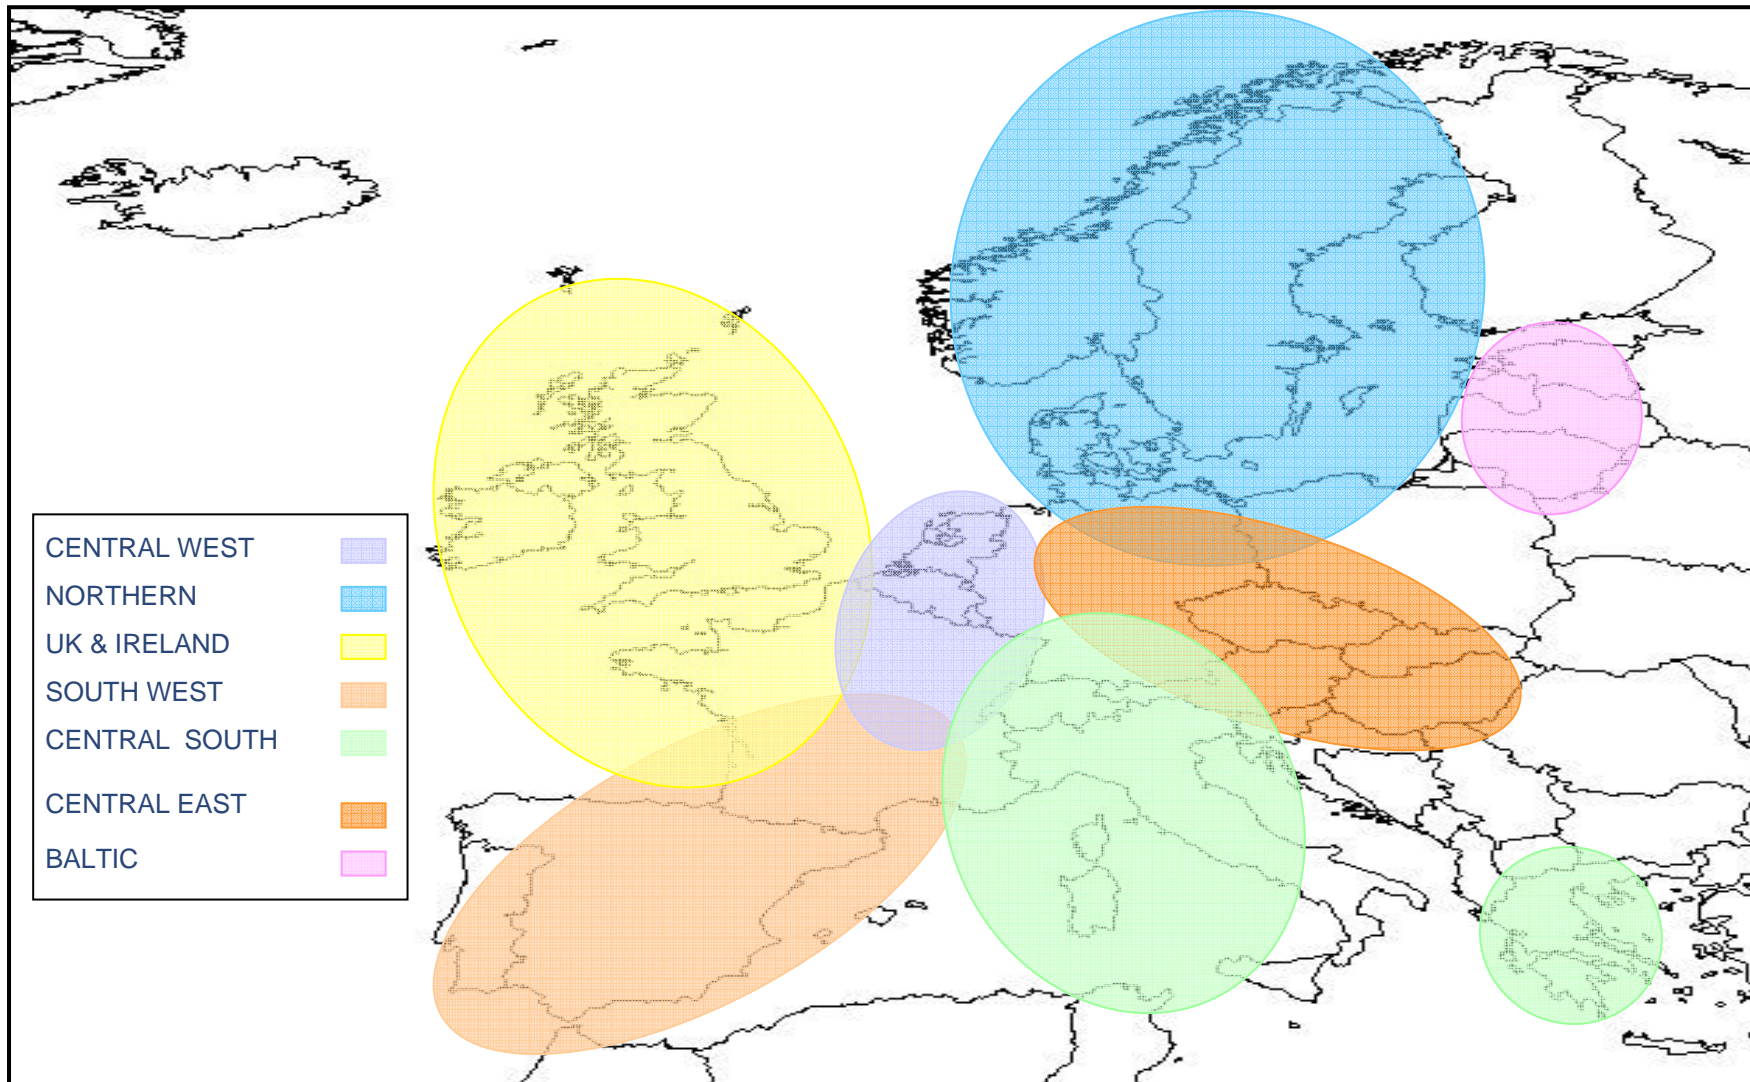 CENTRAL WEST
NORTHERN
UK & IRELAND
SOUTH WEST
CENTRAL  SOUTH
CENTRAL EAST
BALTIC